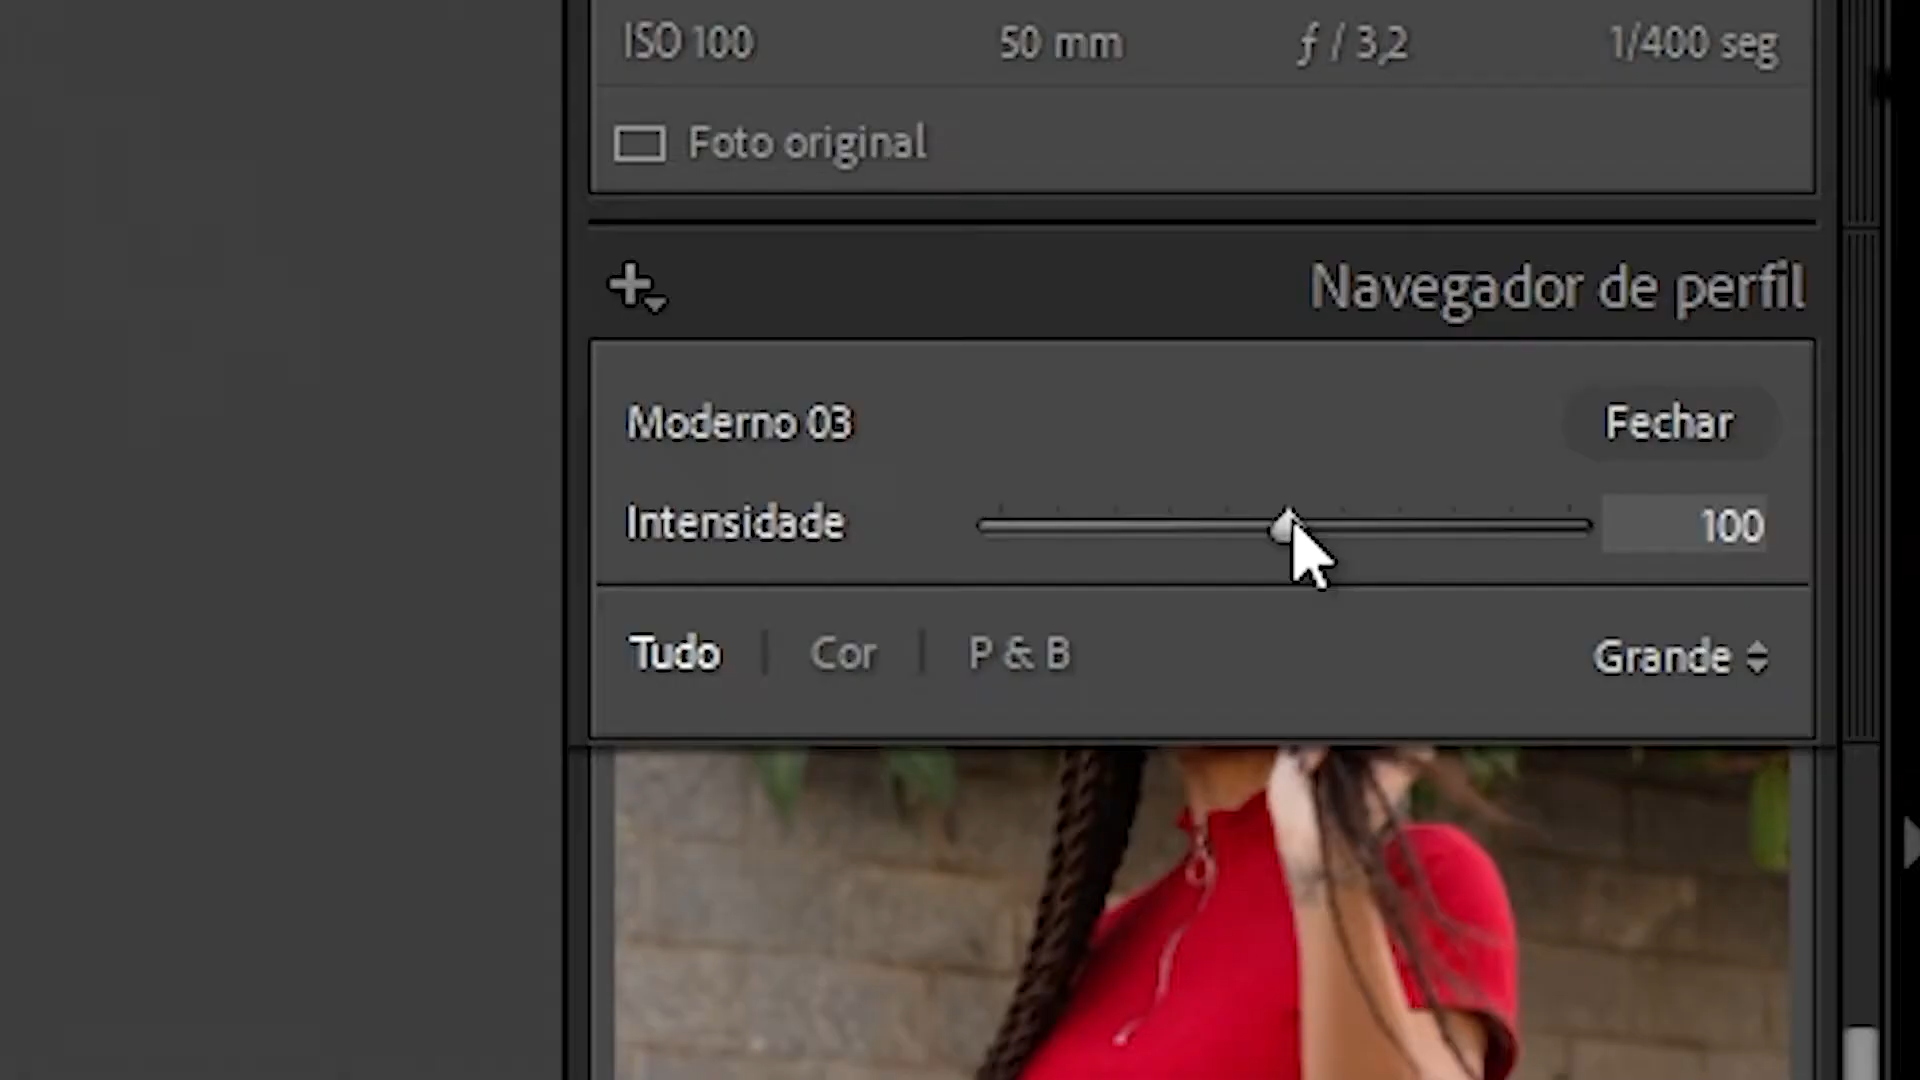 ISO 100 50 mm ƒ / 3,2 1/400 seg
Foto original
Navegador de perfil
Moderno 03 Fechar
Intensidade 100
Tudo | Cor | P & B Grande